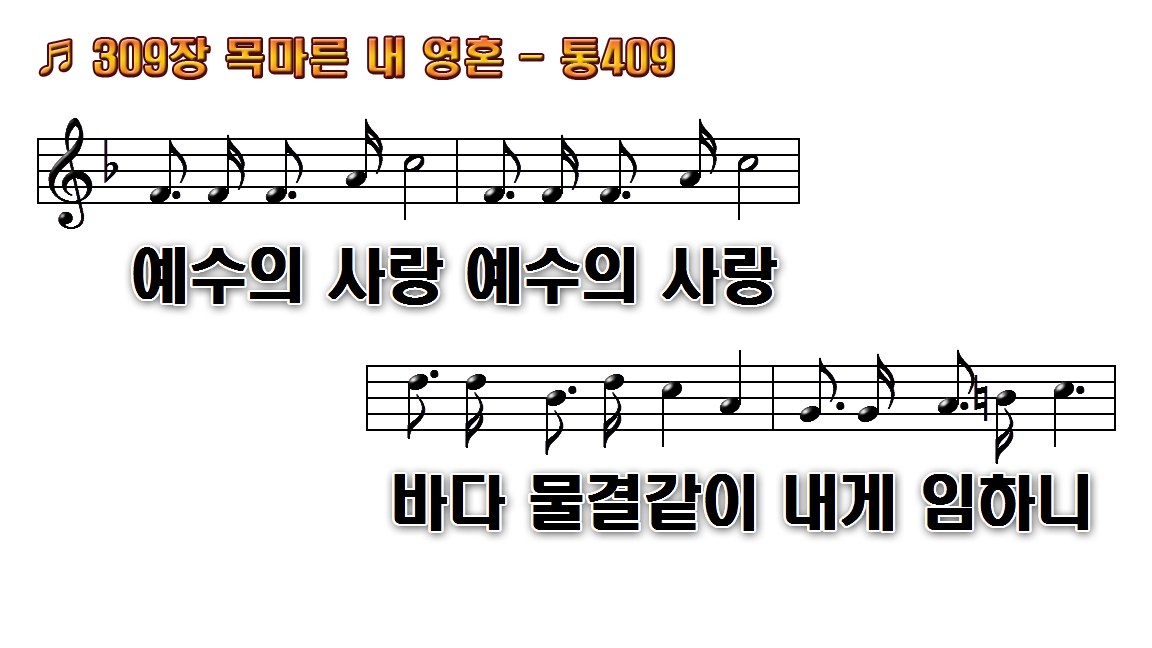 309장 목마른 내 영혼 - 통409
예수의 사랑 예수의 사랑
바다 물결같이 내게 임하니